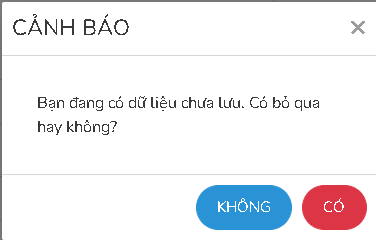 CẢNH BÁO
Bạn đang có dữ liệu chưa lưu. Có bỏ qua
hay không?
KHÔNG CÓ